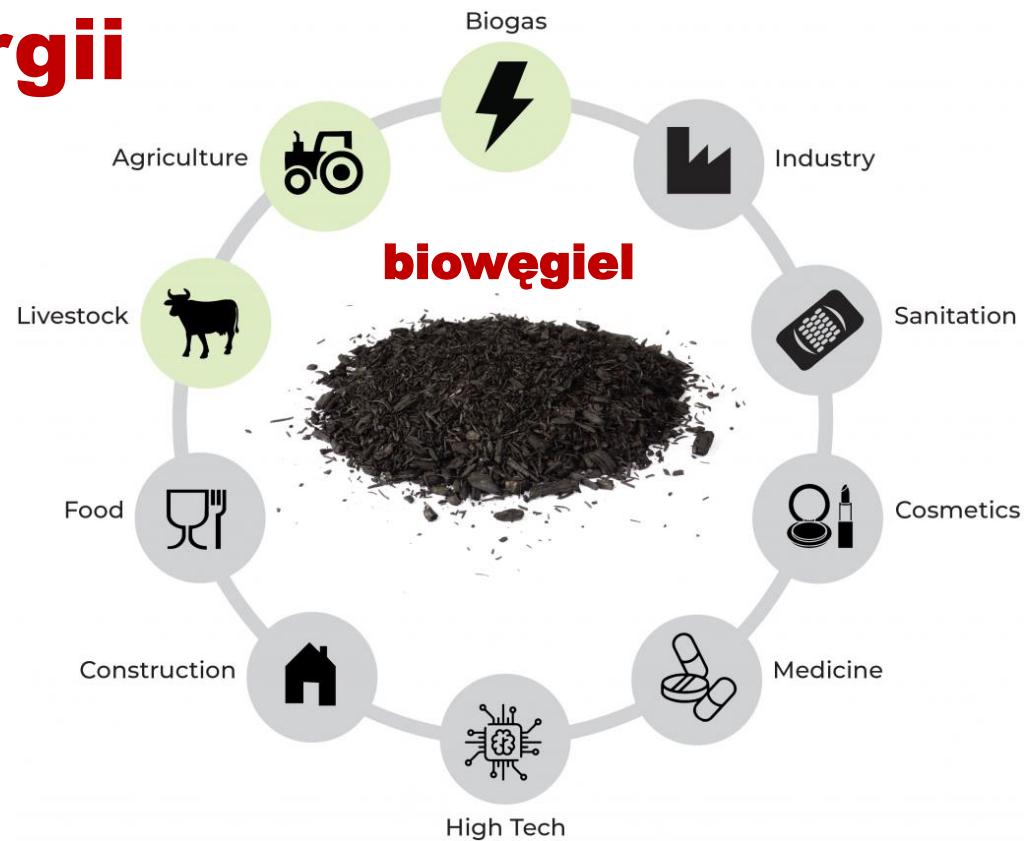 rgii
Biogas
Agriculture
Industry
biowęgiel
Livestock
Sanitation
Food
Cosmetics
Construction
Medicine
High Tech